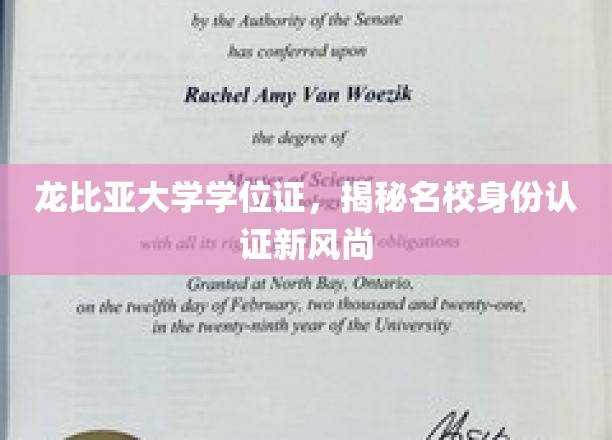 by the Authority of the Senate
has conferred upon
Rachel Amy Van Woezik
the degree of
Master of Science
龙比亚大学学位证，揭秘名校身份认
证新风尚
with all its obligations
Granted at North Bay, Ontario,
on the twelfth day of February, two thousand and twenty-one,
in the twenty-ninth year of the University